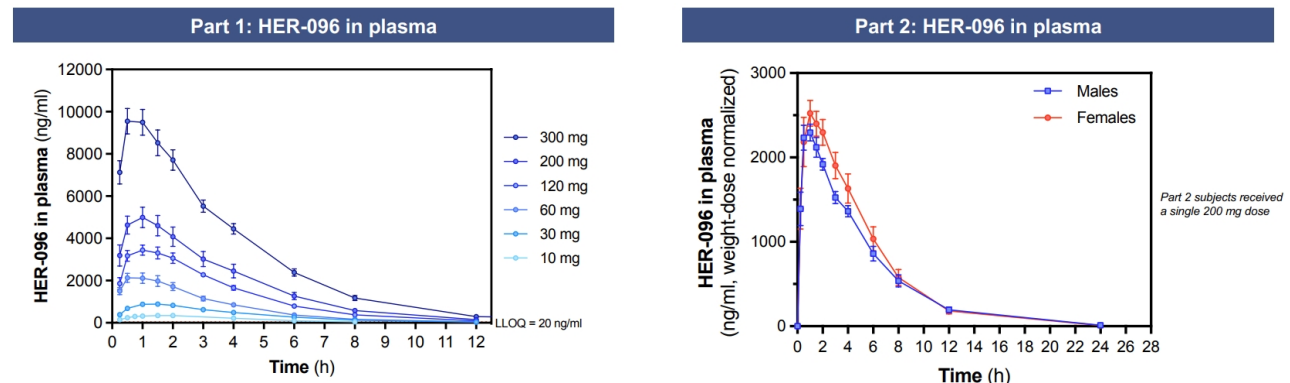 Part 1: HER-096 in plasma
HER-096 in plasma (ng/ml)
12000
10000
8000
6000
4000
2000
0
0 1 2 3 4 5 6 7 8 9 10 11 12
Time (h)
300 mg
200 mg
120 mg
60 mg
30 mg
10 mg
LLOQ = 20 ng/ml
Part 2: HER-096 in plasma
HER-096 in plasma
(ng/ml, weight-dose normalized)
3000
2000
1000
0
0 2 4 6 8 10 12 14 16 18 20 22 24 26 28
Time (h)
Males
Females
Part 2 subjects received
a single 200 mg dose